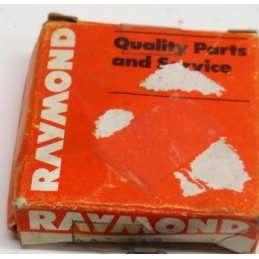 RAYMOND
Quality Parts
and Service
RAYMOND